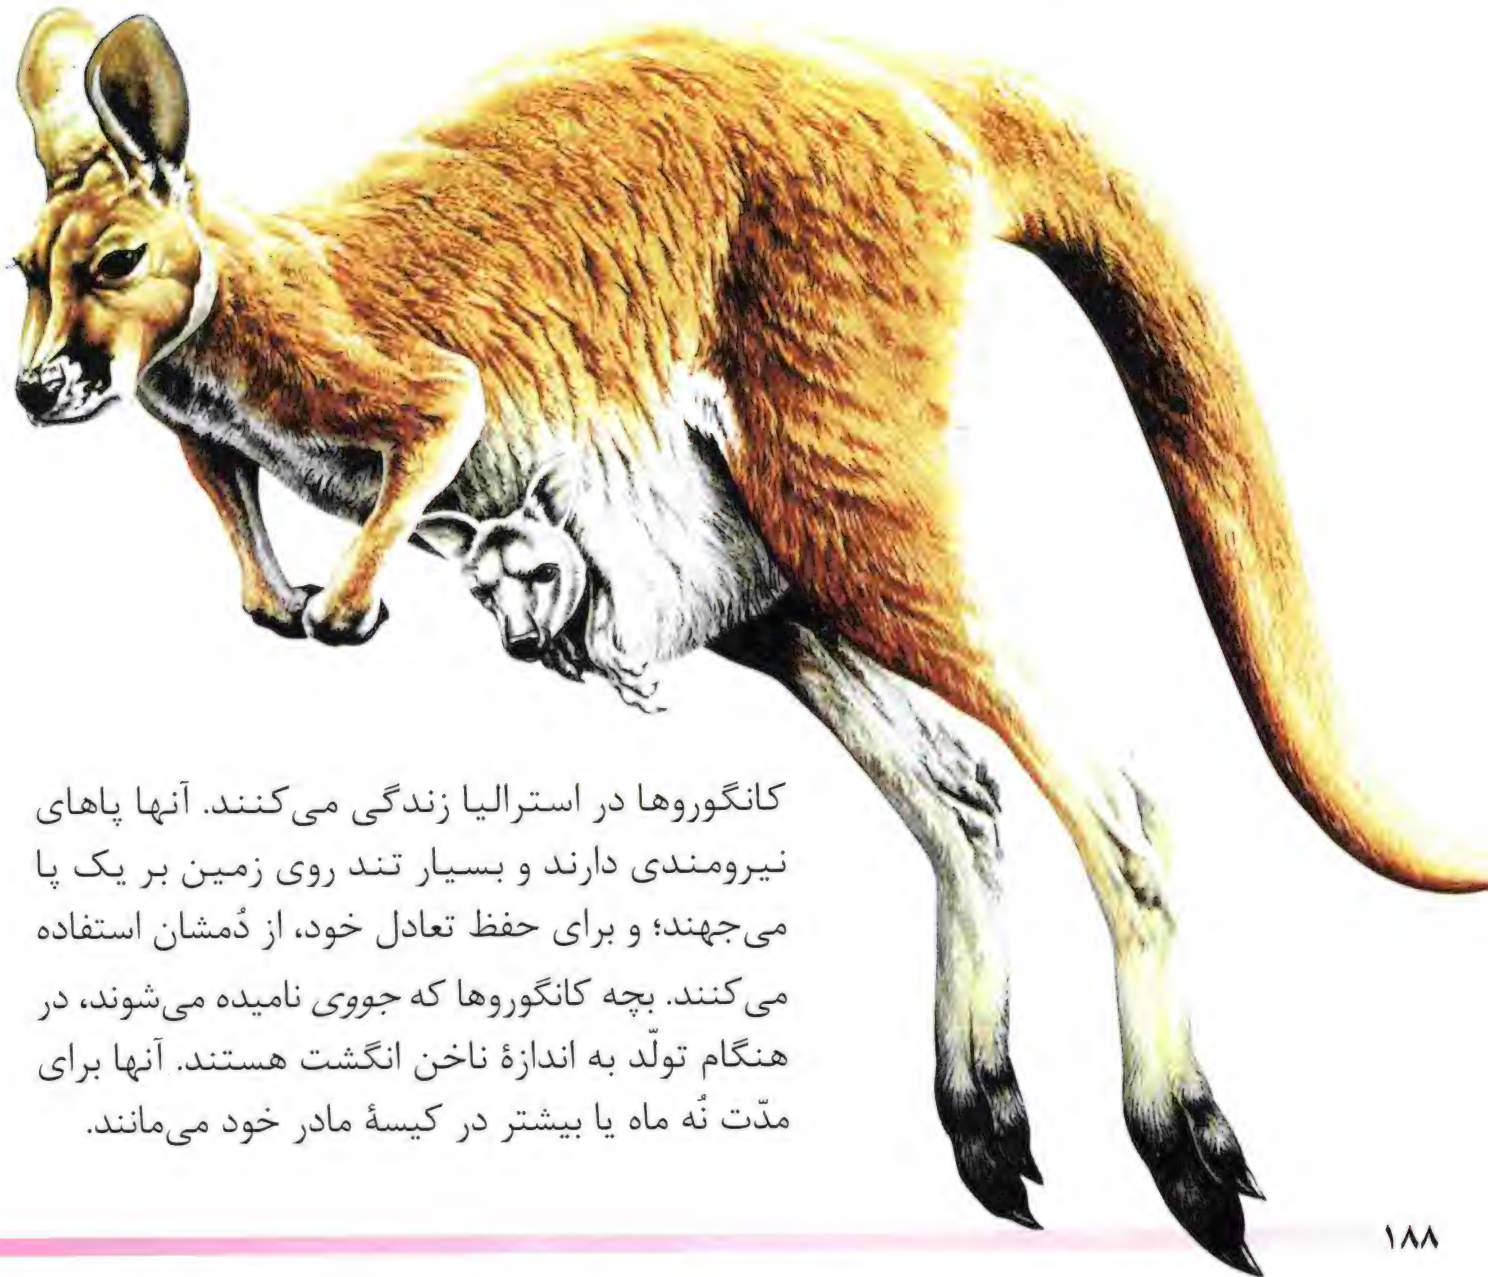 کانگوروها در استرالیا زندگی می‌کنند. آنها پاهای
نیرومندی دارند و بسیار تند روی زمین بر یک پا
می‌جهند؛ و برای حفظ تعادل خود، از دُمشان استفاده
می‌کنند. بچه کانگوروها که جووی نامیده می‌شوند، در
هنگام تولّد به اندازهٔ ناخن انگشت هستند. آنها برای
مدّت نُه ماه یا بیشتر در کیسهٔ مادر خود می‌مانند.
۱۸۸